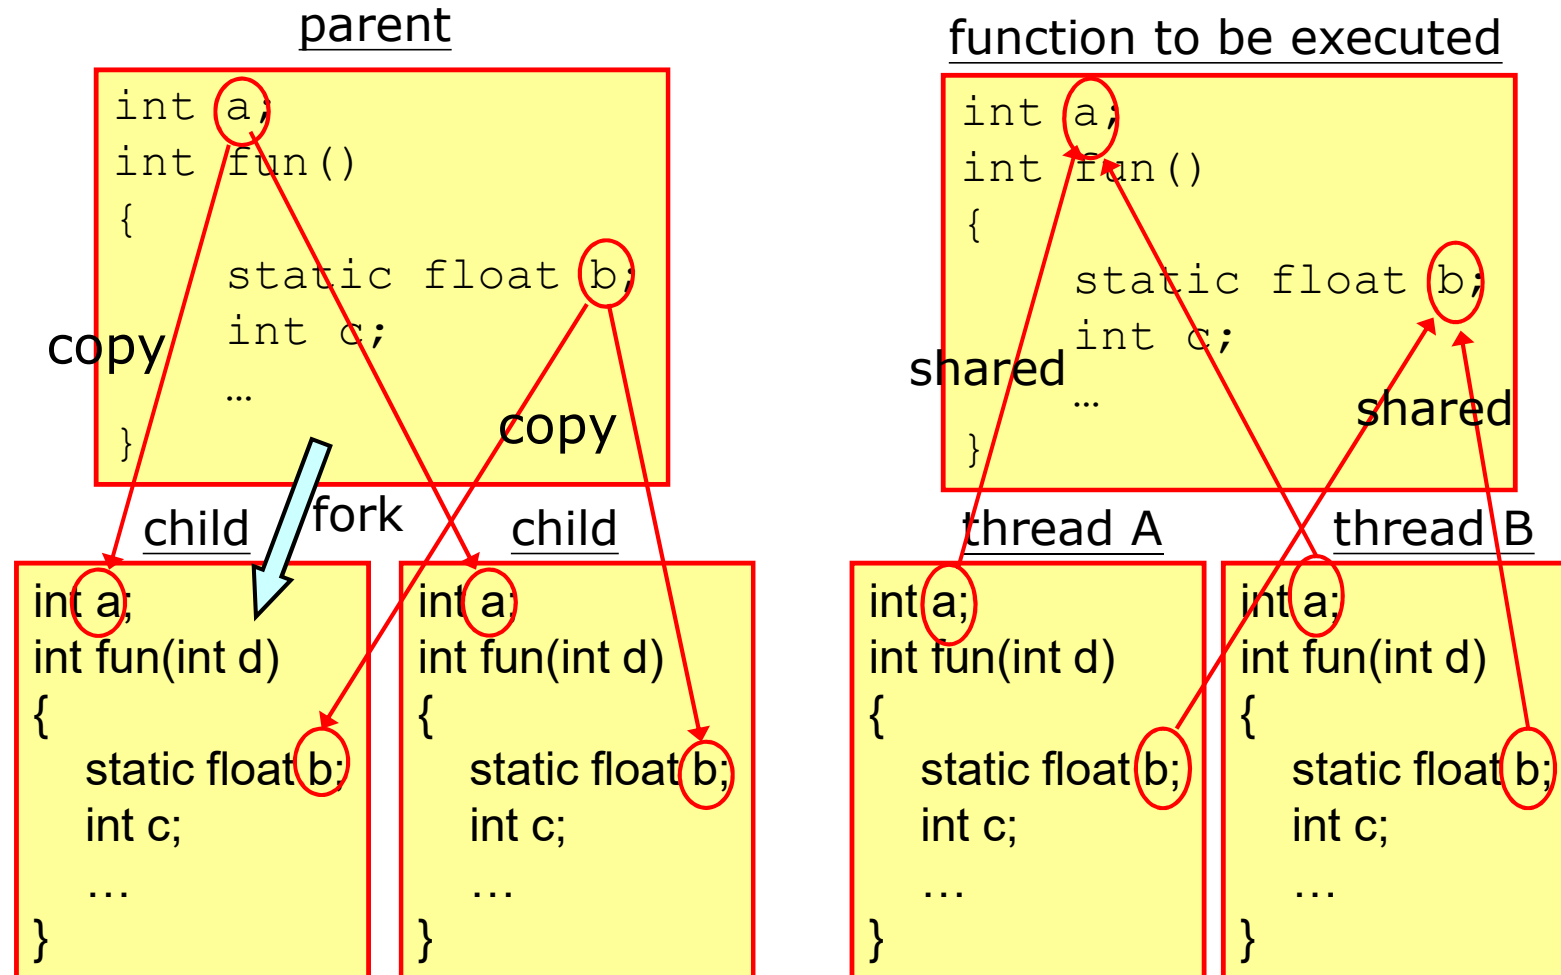 parent
int a;
int fun()
{
static float b;
int c;
…
}
copy
copy
fork
child
int a;
int fun(int d)
{
static float b;
int c;
…
}
child
int a;
int fun(int d)
{
static float b;
int c;
…
}
function to be executed
int a;
int fun()
{
static float b;
int c;
…
}
shared
shared
thread A
int a;
int fun(int d)
{
static float b;
int c;
…
}
thread B
int a;
int fun(int d)
{
static float b;
int c;
…
}